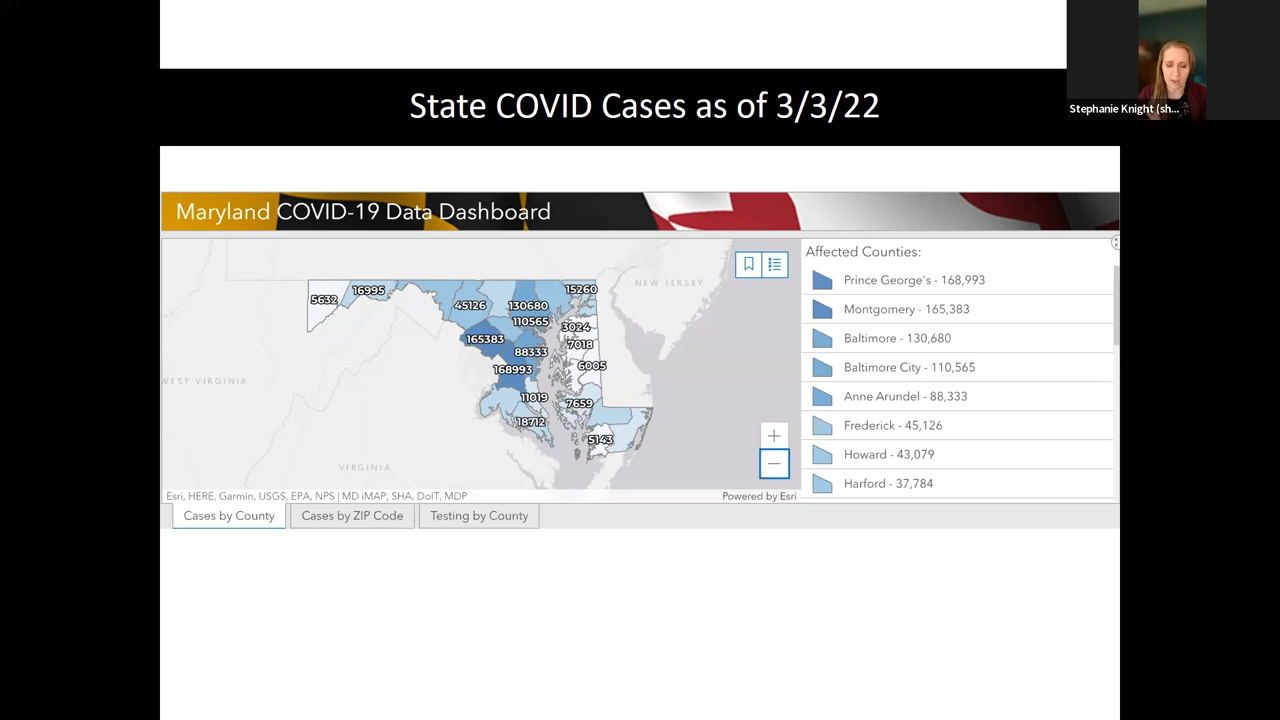 Stephanie Knight (sh...
State COVID Cases as of 3/3/22
Maryland COVID-19 Data Dashboard
Affected Counties:
Prince George's - 168,993
Montgomery - 165,383
Baltimore - 130,680
Baltimore City - 110,565
Anne Arundel - 88,333
Frederick - 45,126
Howard - 43,079
Harford - 37,784
NEW JERSEY
WEST VIRGINIA
VIRGINIA
5632
16995
45126
130680
15260
110565
3024
165383
7018
88333
6005
168993
11019
7659
18712
5143
Esri, HERE, Garmin, USGS, EPA, NPS | MD iMAP, SHA, DoIT, MDP
Powered by Esri
Cases by County
Cases by ZIP Code
Testing by County